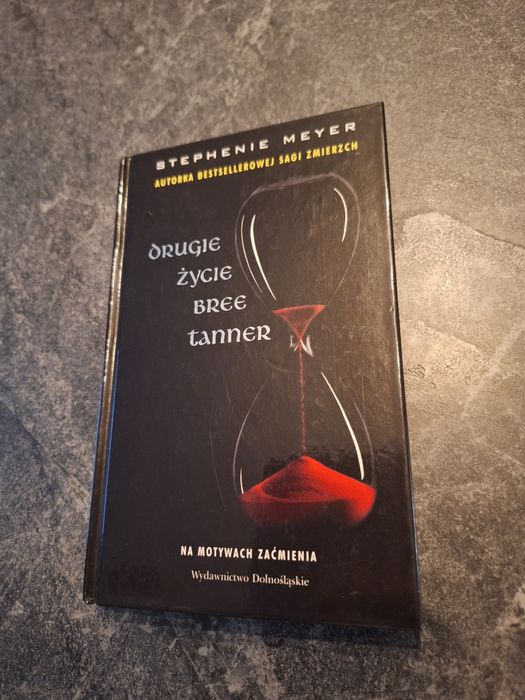 STEPHENIE MEYER
AUTORKA BESTSELLEROWEJ SAGI ZMIERZCH
DRUGIE
ŻYCIE
BREE
TANNER
NA MOTYWACH ZAĆMIENIA
Wydawnictwo Dolnośląskie